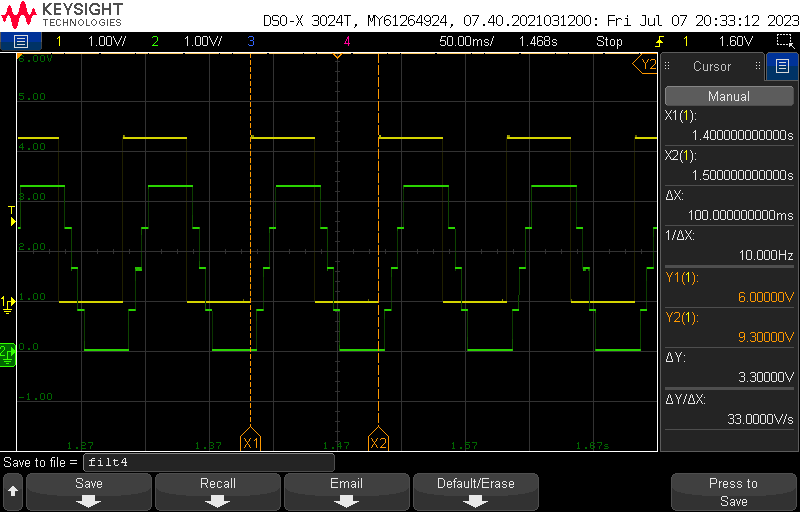 KEYSIGHT
TECHNOLOGIES
DSO-X 3024T, MY61264924, 07.40.2021031200: Fri Jul 07 20:33:12 2023
1 1.00V/ 2 1.00V/ 3 4 50.00ms/ 1.468s Stop 1 1.60V
6.00V
5.00
4.00
3.00
2.00
1.00
0.0
-1.00
Y2
T
1
2
X1
X2
1.27 1.37 1.47 1.57 1.67s
Cursor
Manual
X1(1):
1.400000000000s
X2(1):
1.500000000000s
ΔX:
100.000000000ms
1/ΔX:
10.000Hz
Y1(1):
6.00000V
Y2(1):
9.30000V
ΔY:
3.30000V
ΔY/ΔX:
33.0000V/s
Save to file = filt4
Save
Recall
Email
Default/Erase
Press to
Save